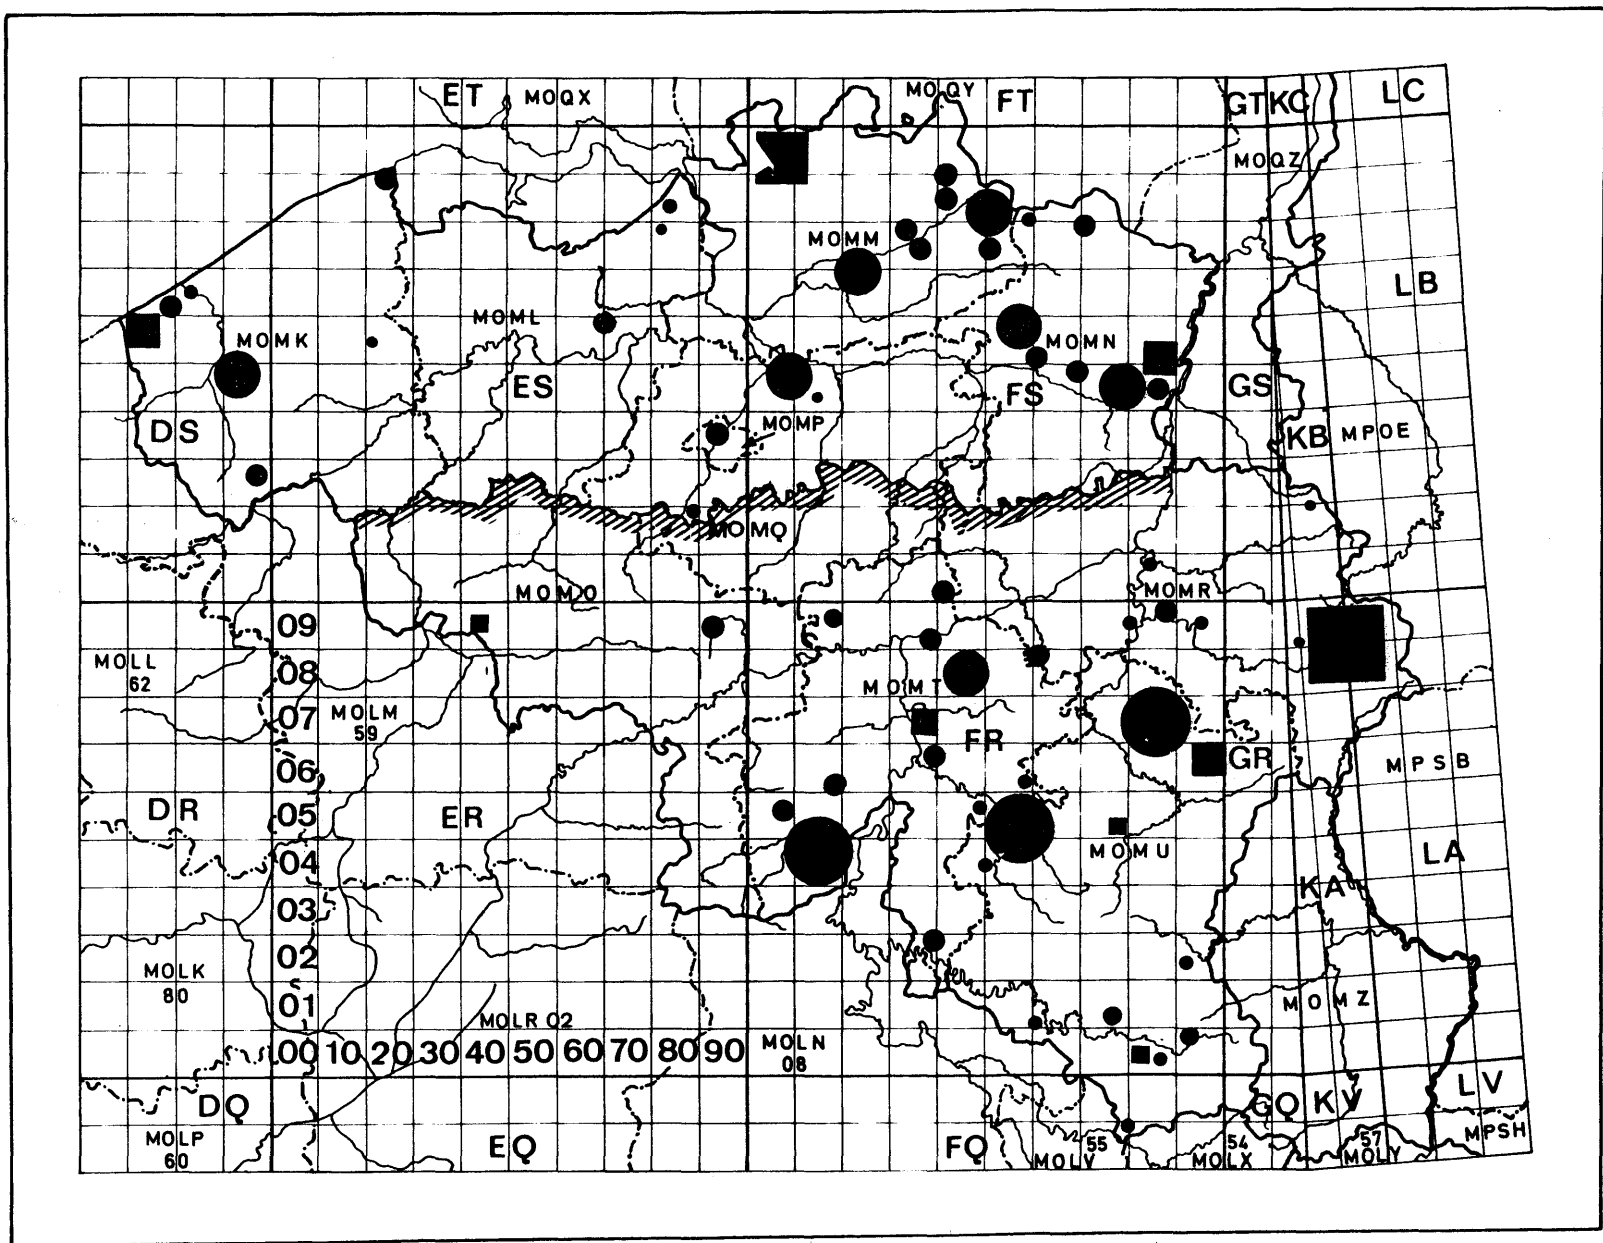 ET MOQX MOQY FT GT KC LC
MOQZ
MOMM
LB
MOMK MOML MOMN
ES FS GS
DS MOMP KB MPOE
MOMQ
MOMO MOMR
09
MOLL
62
08
MOMT
07 MOLM
59
FR GR MPSB
06
DR 05 ER
04 MOMU LA
03 KA
02
MOLK
80
01 MOMZ
MOLR 02
00 10 20 30 40 50 60 70 80 90 MOLN
08
DQ GQ KV LV
MOLP
60
EQ FQ MOLV
55
MOLX
54
MOLY
57
MPSH